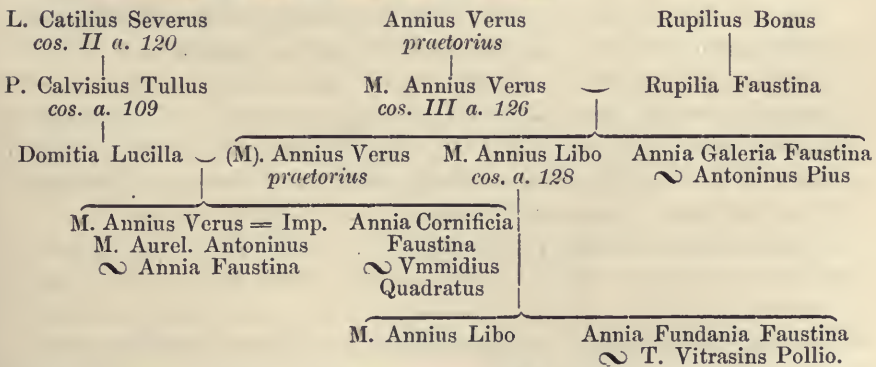 L. Catilius Severus Annius Verus Rupilius Bonus
cos. II a. 120 praetorius
P. Calvisius Tullus M. Annius Verus Rupilia Faustina
cos. a. 109 cos. III a. 126
Domitia Lucilla (M). Annius Verus M. Annius Libo Annia Galeria Faustina
praetorius cos. a. 128 ∾ Antoninus Pius
M. Annius Verus = Imp. Annia Cornificia
M. Aurel. Antoninus Faustina
∾ Annia Faustina ∾ Vmmidius
Quadratus
M. Annius Libo Annia Fundania Faustina
∾ T. Vitrasins Pollio.